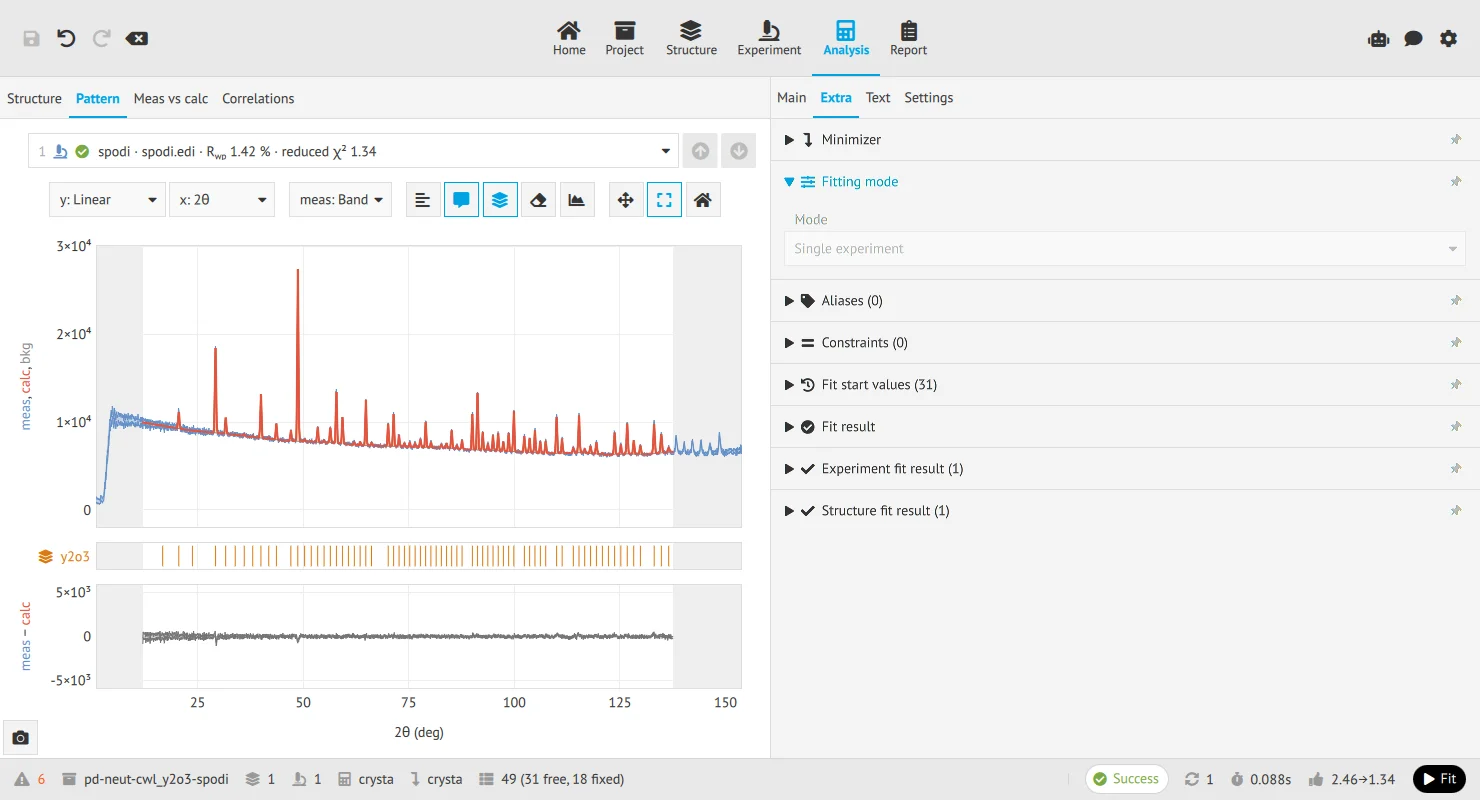 Home
Project
Structure
Experiment
Analysis
Report
Structure
Pattern
Meas vs calc
Correlations
1 spodi · spodi.edi · Rwp 1.42 % · reduced χ² 1.34
y: Linear
x: 2θ
meas: Band
3×10⁴
2×10⁴
1×10⁴
0
meas, calc, bkg
y2o3
5×10³
0
-5×10³
meas − calc
25
50
75
100
125
150
2θ (deg)
Main
Extra
Text
Settings
Minimizer
Fitting mode
Mode
Single experiment
Aliases (0)
Constraints (0)
Fit start values (31)
Fit result
Experiment fit result (1)
Structure fit result (1)
6
pd-neut-cwl_y2o3-spodi
1
1
crysta
crysta
49 (31 free, 18 fixed)
Success
1
0.088s
2.46→1.34
Fit